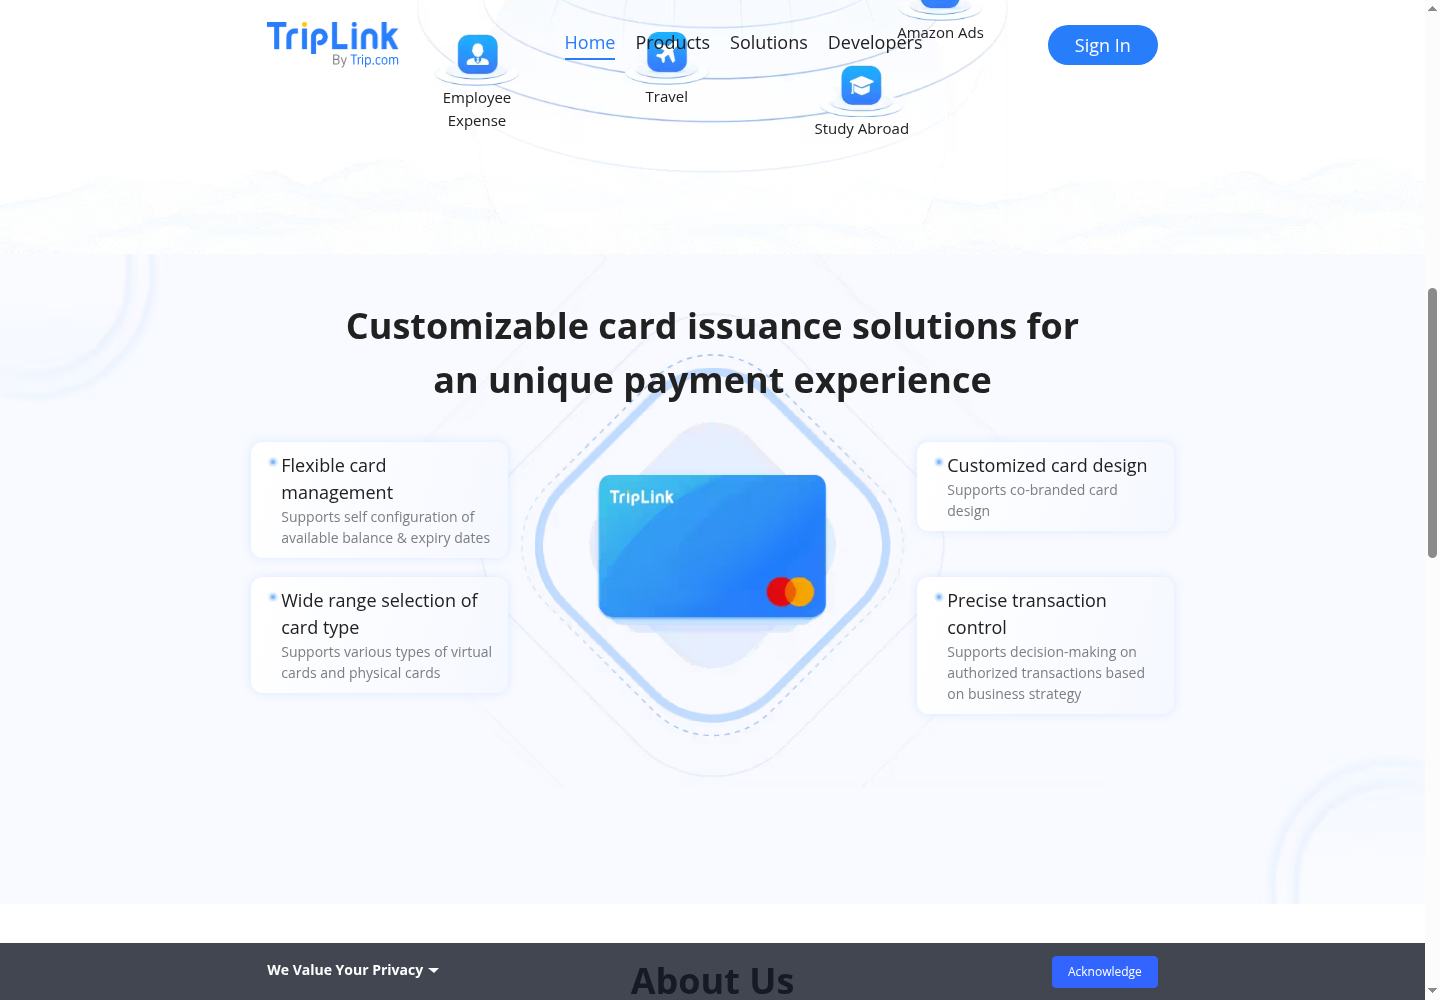 TripLink
By Trip.com
Home
Products
Solutions
Developers
Sign In
Amazon Ads
Employee
Expense
Travel
Study Abroad
Customizable card issuance solutions for
an unique payment experience
Flexible card
management
Supports self configuration of
available balance & expiry dates
Wide range selection of
card type
Supports various types of virtual
cards and physical cards
TripLink
Customized card design
Supports co-branded card
design
Precise transaction
control
Supports decision-making on
authorized transactions based
on business strategy
We Value Your Privacy
About Us
Acknowledge